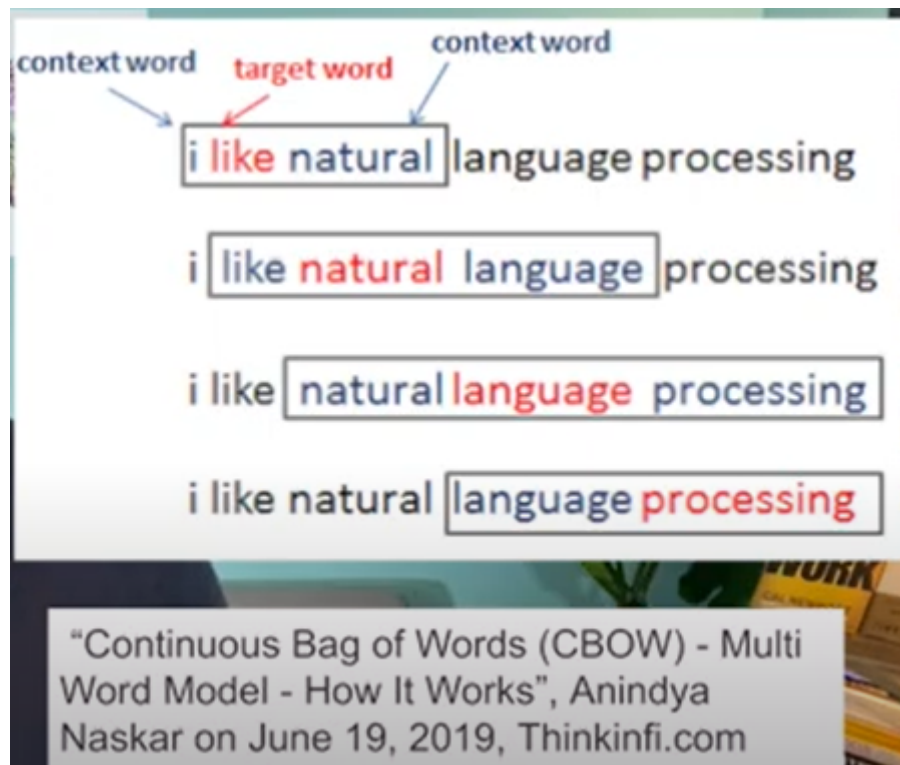 context word target word context word
i like natural language processing
i like natural language processing
i like natural language processing
i like natural language processing
WORK
“Continuous Bag of Words (CBOW) - Multi
Word Model - How It Works”, Anindya
Naskar on June 19, 2019, Thinkinfi.com